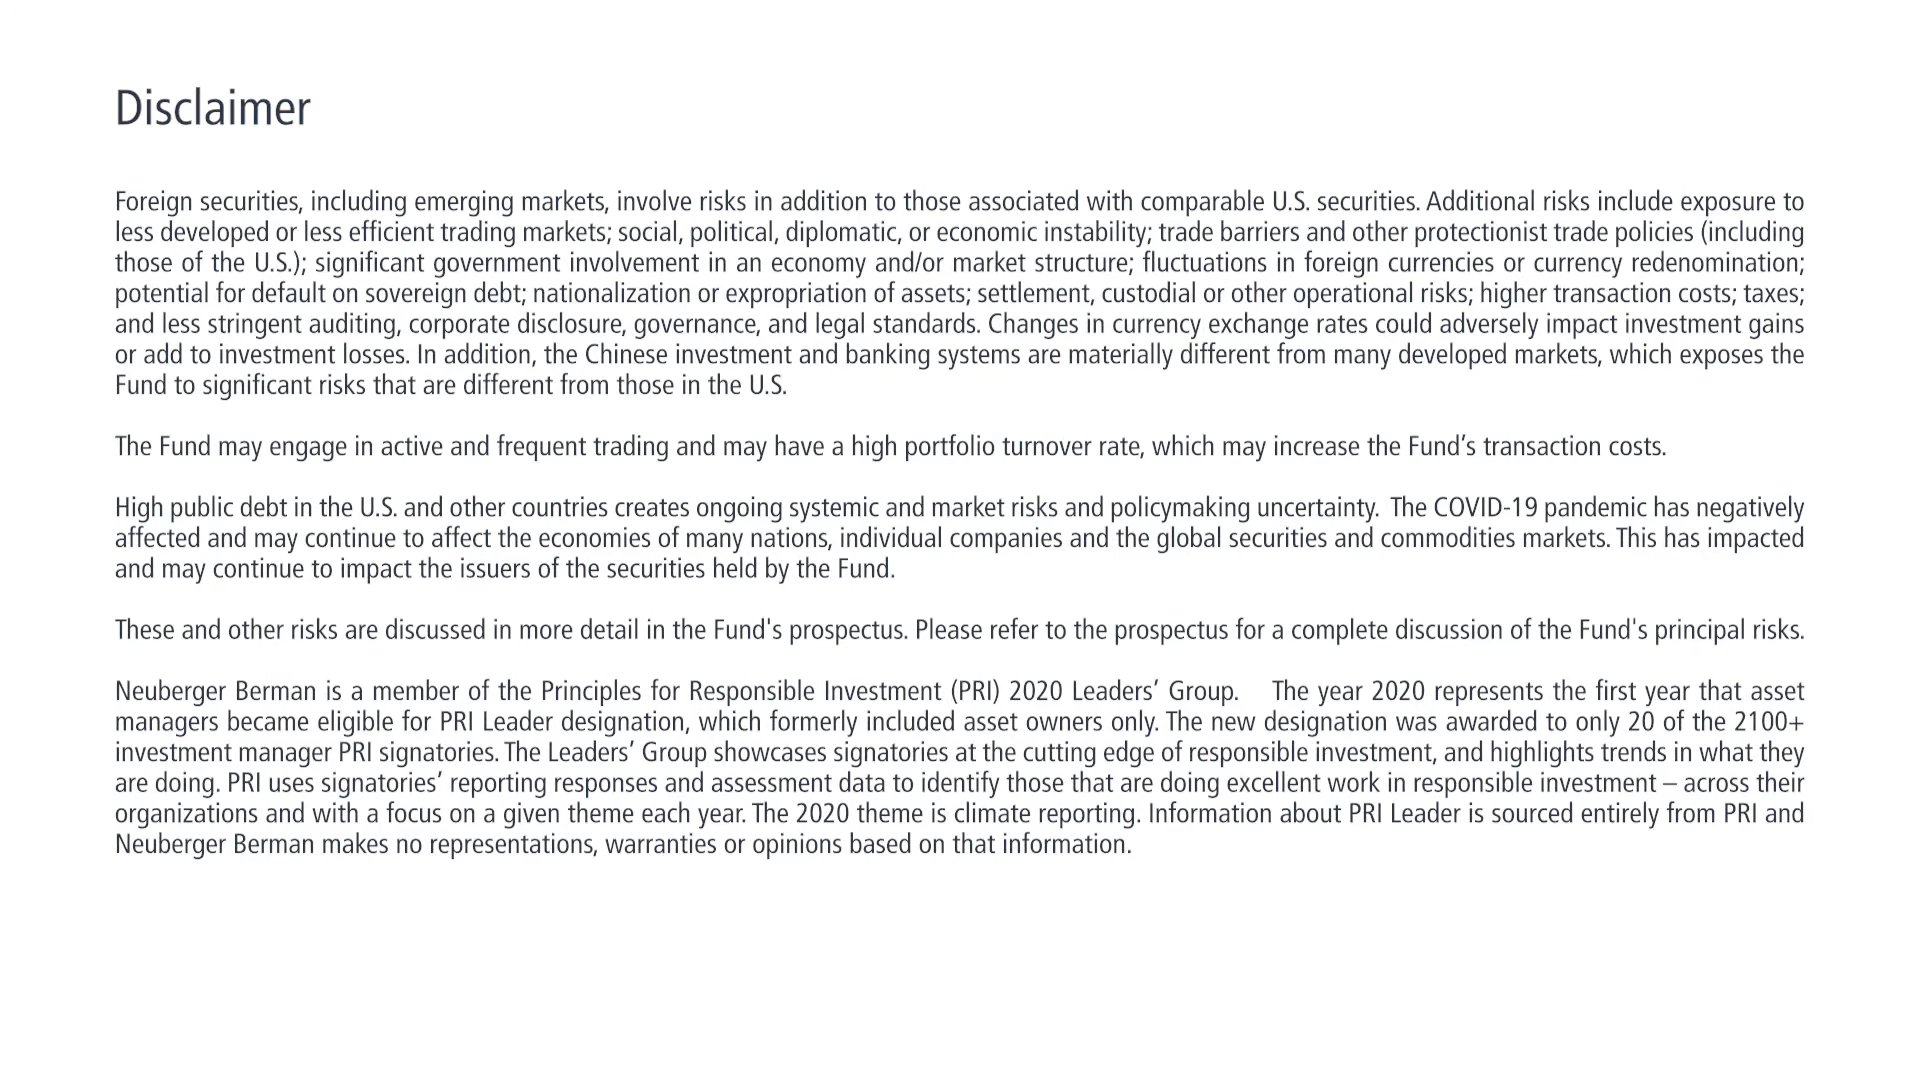 Disclaimer
Foreign securities, including emerging markets, involve risks in addition to those associated with comparable U.S. securities. Additional risks include exposure to
less developed or less efficient trading markets; social, political, diplomatic, or economic instability; trade barriers and other protectionist trade policies (including
those of the U.S.); significant government involvement in an economy and/or market structure; fluctuations in foreign currencies or currency redenomination;
potential for default on sovereign debt; nationalization or expropriation of assets; settlement, custodial or other operational risks; higher transaction costs; taxes;
and less stringent auditing, corporate disclosure, governance, and legal standards. Changes in currency exchange rates could adversely impact investment gains
or add to investment losses. In addition, the Chinese investment and banking systems are materially different from many developed markets, which exposes the
Fund to significant risks that are different from those in the U.S.
The Fund may engage in active and frequent trading and may have a high portfolio turnover rate, which may increase the Fund’s transaction costs.
High public debt in the U.S. and other countries creates ongoing systemic and market risks and policymaking uncertainty. The COVID-19 pandemic has negatively
affected and may continue to affect the economies of many nations, individual companies and the global securities and commodities markets. This has impacted
and may continue to impact the issuers of the securities held by the Fund.
These and other risks are discussed in more detail in the Fund's prospectus. Please refer to the prospectus for a complete discussion of the Fund's principal risks.
Neuberger Berman is a member of the Principles for Responsible Investment (PRI) 2020 Leaders’ Group. The year 2020 represents the first year that asset
managers became eligible for PRI Leader designation, which formerly included asset owners only. The new designation was awarded to only 20 of the 2100+
investment manager PRI signatories. The Leaders’ Group showcases signatories at the cutting edge of responsible investment, and highlights trends in what they
are doing. PRI uses signatories’ reporting responses and assessment data to identify those that are doing excellent work in responsible investment – across their
organizations and with a focus on a given theme each year. The 2020 theme is climate reporting. Information about PRI Leader is sourced entirely from PRI and
Neuberger Berman makes no representations, warranties or opinions based on that information.